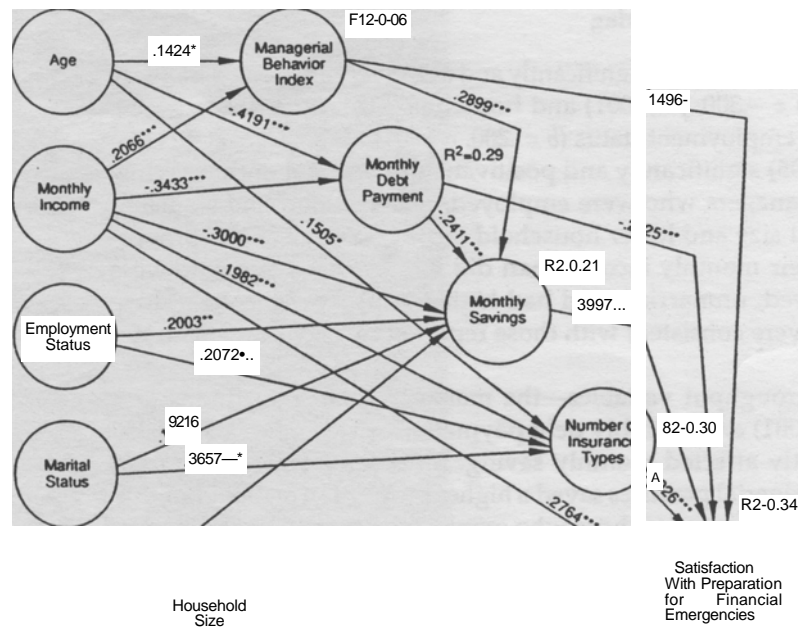 F12-0-06
Age
.1424*
Managerial
Behavior
Index
.2066***
-.4191***
.2899***
1496-
R²=0.29
Monthly
Income
-.3433***
Monthly
Debt
Payment
-.3000***
.1982***
.1505*
-.2411***
R2.0.21
Employment
Status
.2003**
.2072•..
Monthly
Savings
3997...
9216
3657—*
Marital
Status
Number
Insurance
Types
82-0.30
A
.2764***
R2-0.34
Household
Size
Satisfaction
With Preparation
for Financial
Emergencies